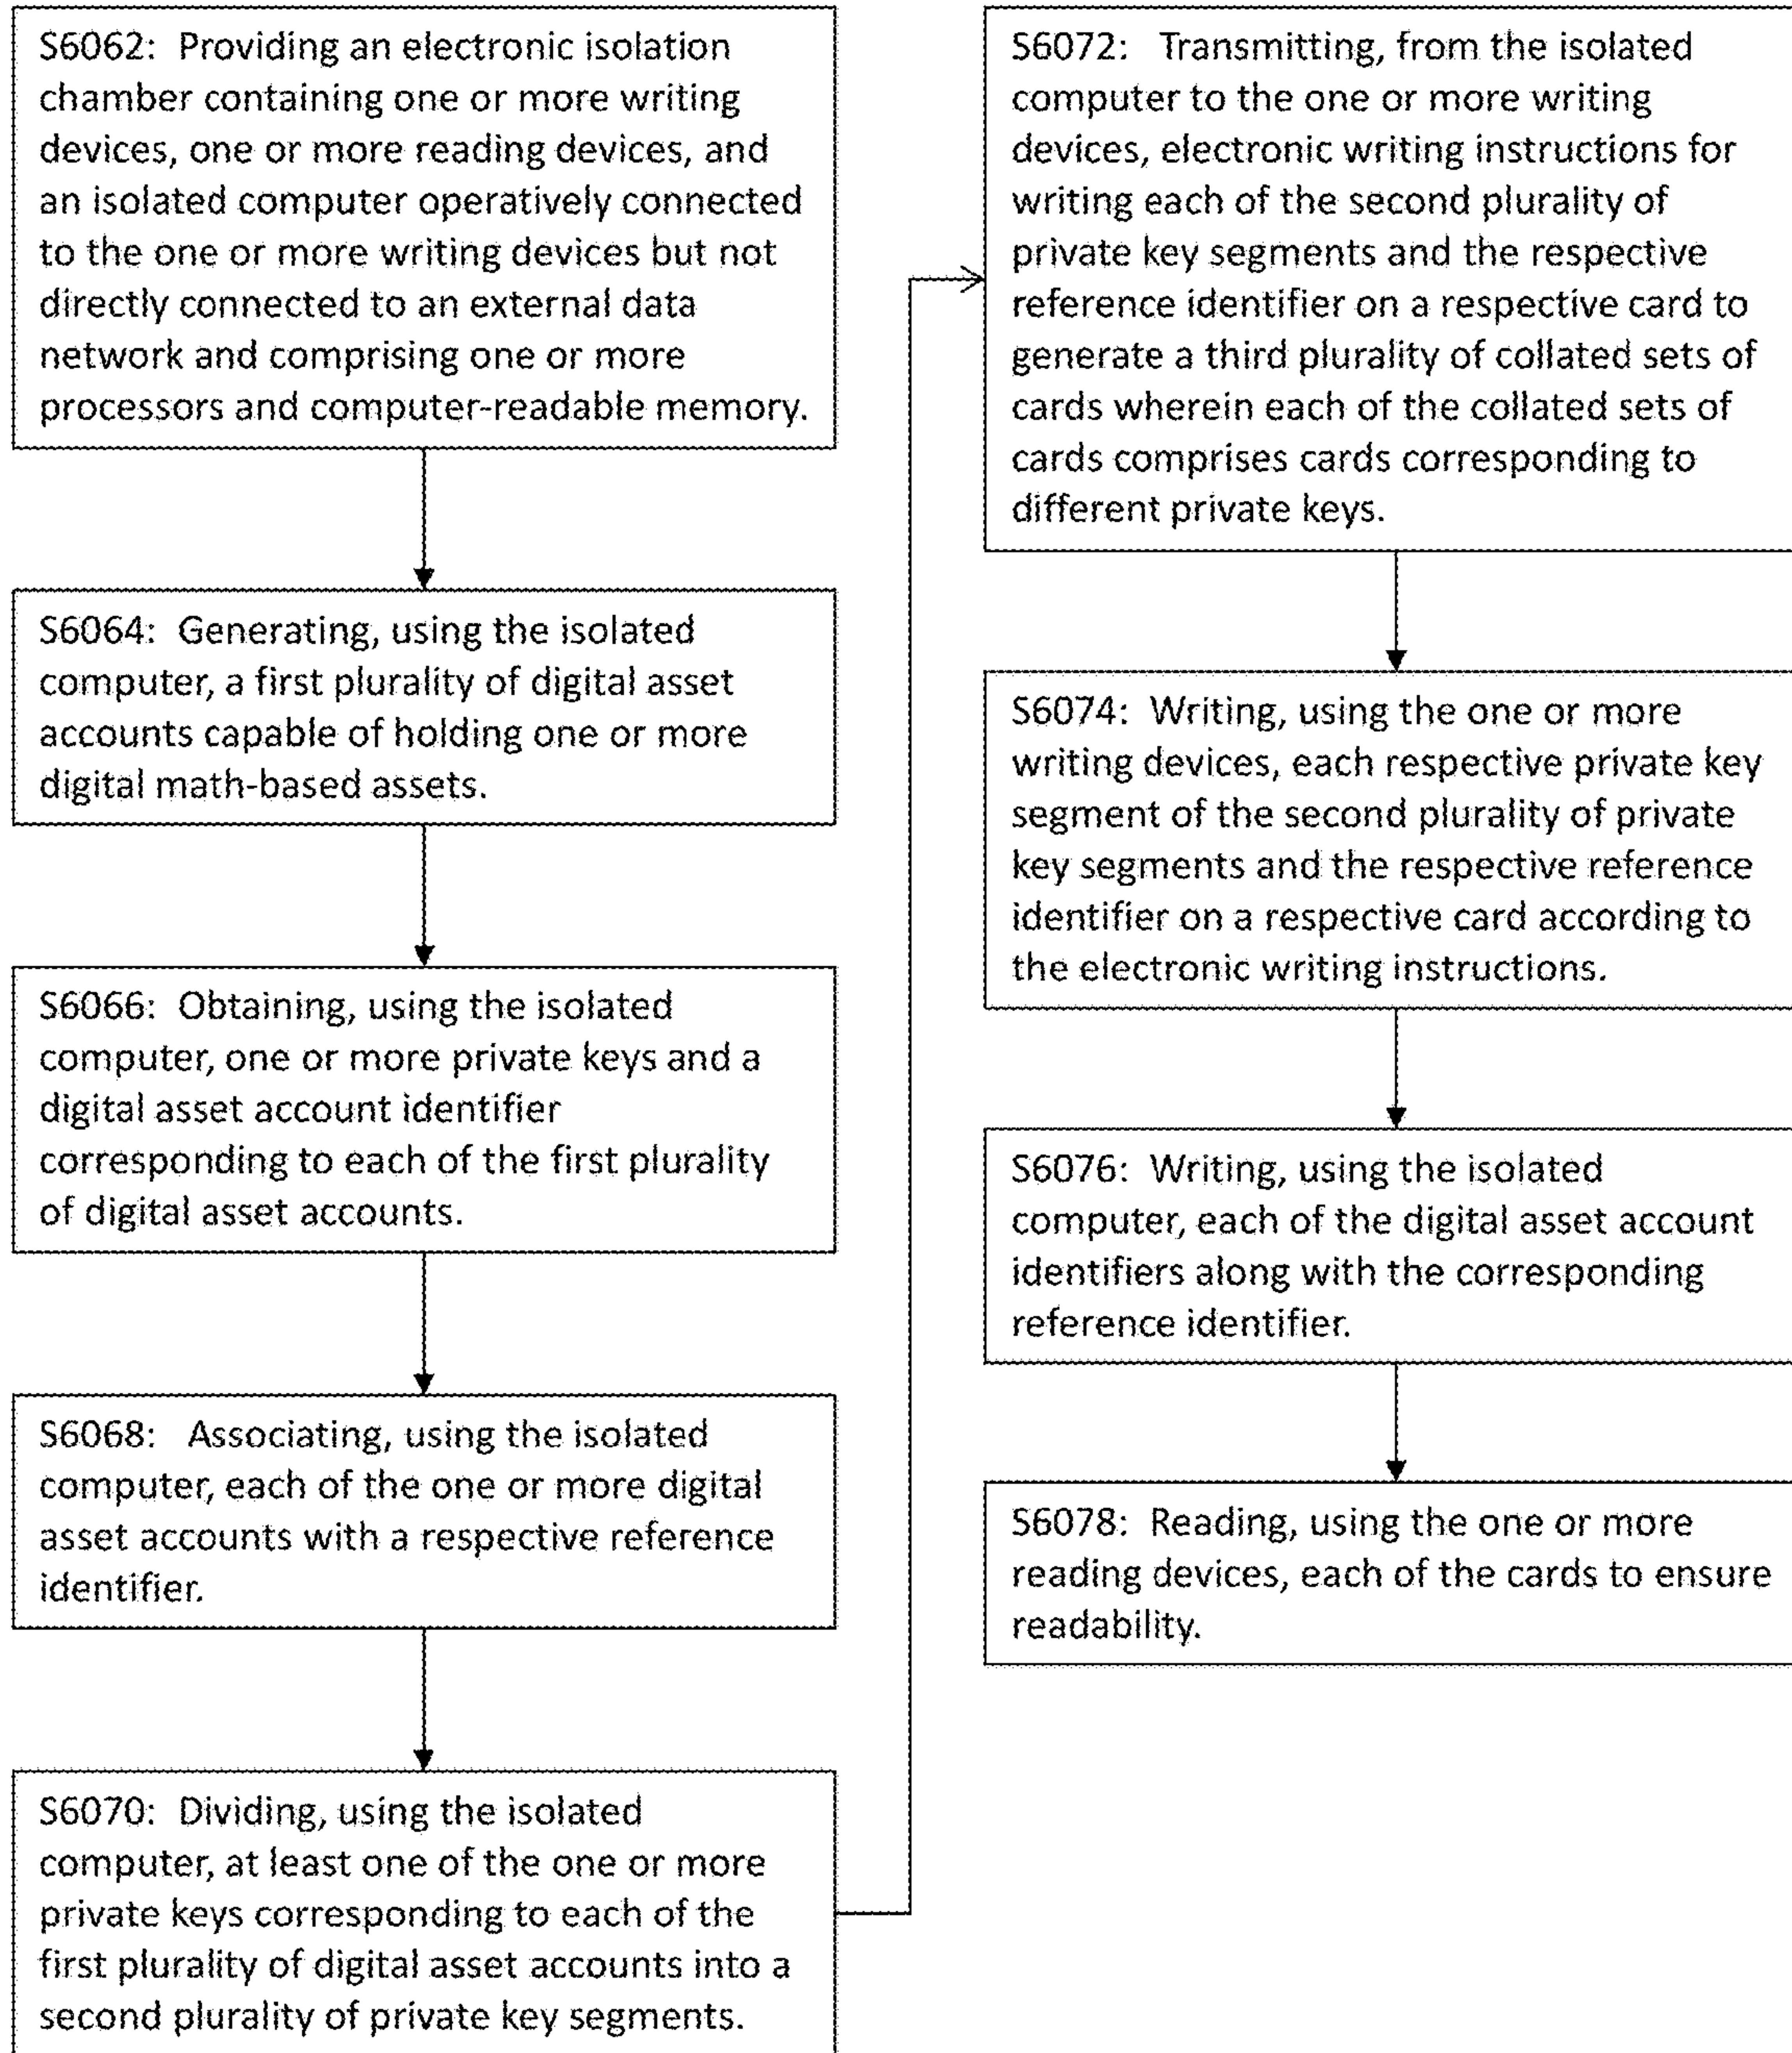 S6062: Providing an electronic isolation
chamber containing one or more writing
devices, one or more reading devices, and
an isolated computer operatively connected
to the one or more writing devices but not
directly connected to an external data
network and comprising one or more
processors and computer-readable memory.
S6064: Generating, using the isolated
computer, a first plurality of digital asset
accounts capable of holding one or more
digital math-based assets.
S6066: Obtaining, using the isolated
computer, one or more private keys and a
digital asset account identifier
corresponding to each of the first plurality
of digital asset accounts.
S6068: Associating, using the isolated
computer, each of the one or more digital
asset accounts with a respective reference
identifier.
S6070: Dividing, using the isolated
computer, at least one of the one or more
private keys corresponding to each of the
first plurality of digital asset accounts into a
second plurality of private key segments.
S6072: Transmitting, from the isolated
computer to the one or more writing
devices, electronic writing instructions for
writing each of the second plurality of
private key segments and the respective
reference identifier on a respective card to
generate a third plurality of collated sets of
cards wherein each of the collated sets of
cards comprises cards corresponding to
different private keys.
S6074: Writing, using the one or more
writing devices, each respective private key
segment of the second plurality of private
key segments and the respective reference
identifier on a respective card according to
the electronic writing instructions.
S6076: Writing, using the isolated
computer, each of the digital asset account
identifiers along with the corresponding
reference identifier.
S6078: Reading, using the one or more
reading devices, each of the cards to ensure
readability.